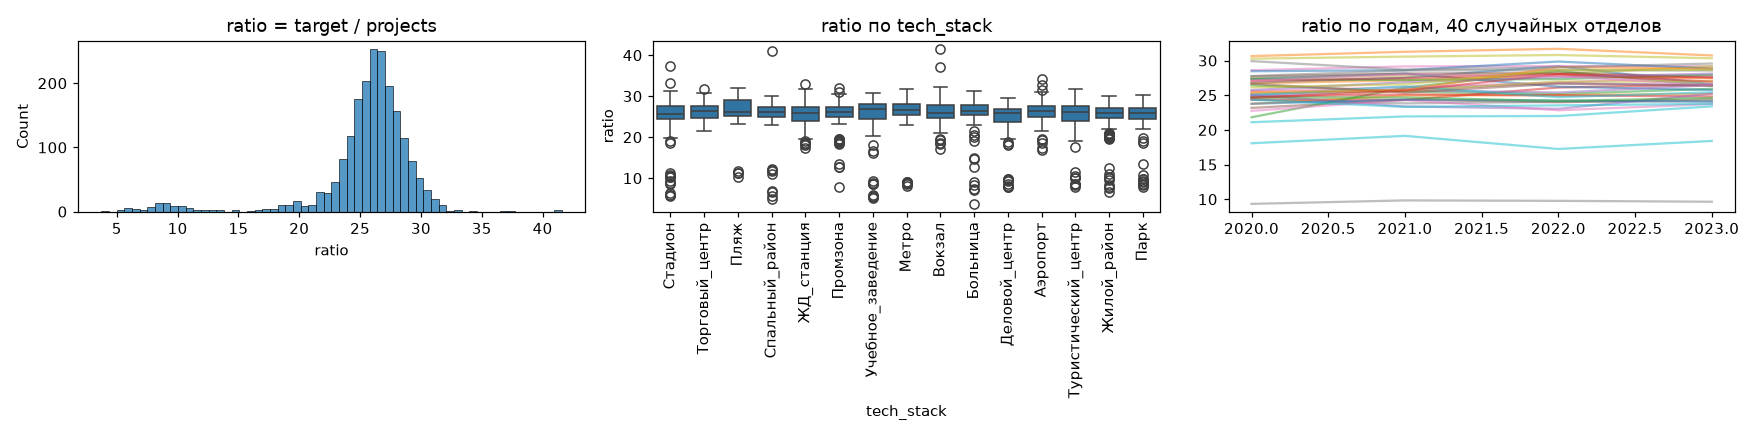 ratio = target / projects
Count
200
100
0
5
10
15
20
25
30
35
40
ratio
ratio по tech_stack
ratio
40
30
20
10
Стадион
Торговый_центр
Пляж
Спальный_район
ЖД_станция
Промзона
Учебное_заведение
Метро
Вокзал
Больница
Деловой_центр
Аэропорт
Туристический_центр
Жилой_район
Парк
tech_stack
ratio по годам, 40 случайных отделов
30
25
20
15
10
2020.0
2020.5
2021.0
2021.5
2022.0
2022.5
2023.0